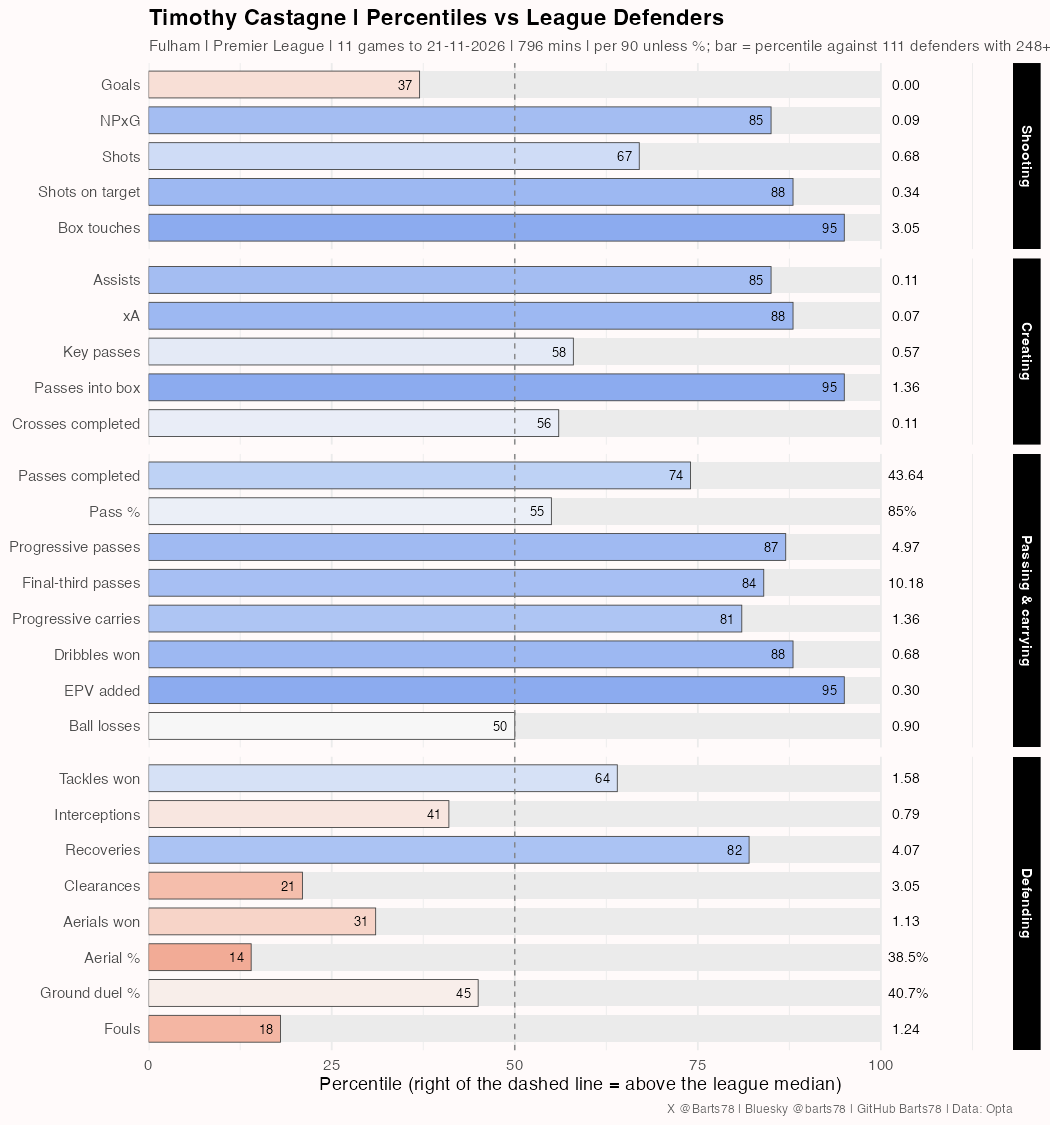 Timothy Castagne | Percentiles vs League Defenders
Fulham | Premier League | 11 games to 21-11-2026 | 796 mins | per 90 unless %; bar = percentile against 111 defenders with 248+
Goals 37 0.00
NPxG 85 0.09
Shots 67 0.68
Shots on target 88 0.34
Box touches 95 3.05
Shooting
Assists 85 0.11
xA 88 0.07
Key passes 58 0.57
Passes into box 95 1.36
Crosses completed 56 0.11
Creating
Passes completed 74 43.64
Pass % 55 85%
Progressive passes 87 4.97
Final-third passes 84 10.18
Progressive carries 81 1.36
Dribbles won 88 0.68
EPV added 95 0.30
Ball losses 50 0.90
Passing & carrying
Tackles won 64 1.58
Interceptions 41 0.79
Recoveries 82 4.07
Clearances 21 3.05
Aerials won 31 1.13
Aerial % 14 38.5%
Ground duel % 45 40.7%
Fouls 18 1.24
Defending
0 25 50 75 100
Percentile (right of the dashed line = above the league median)
X @Barts78 | Bluesky @barts78 | GitHub Barts78 | Data: Opta